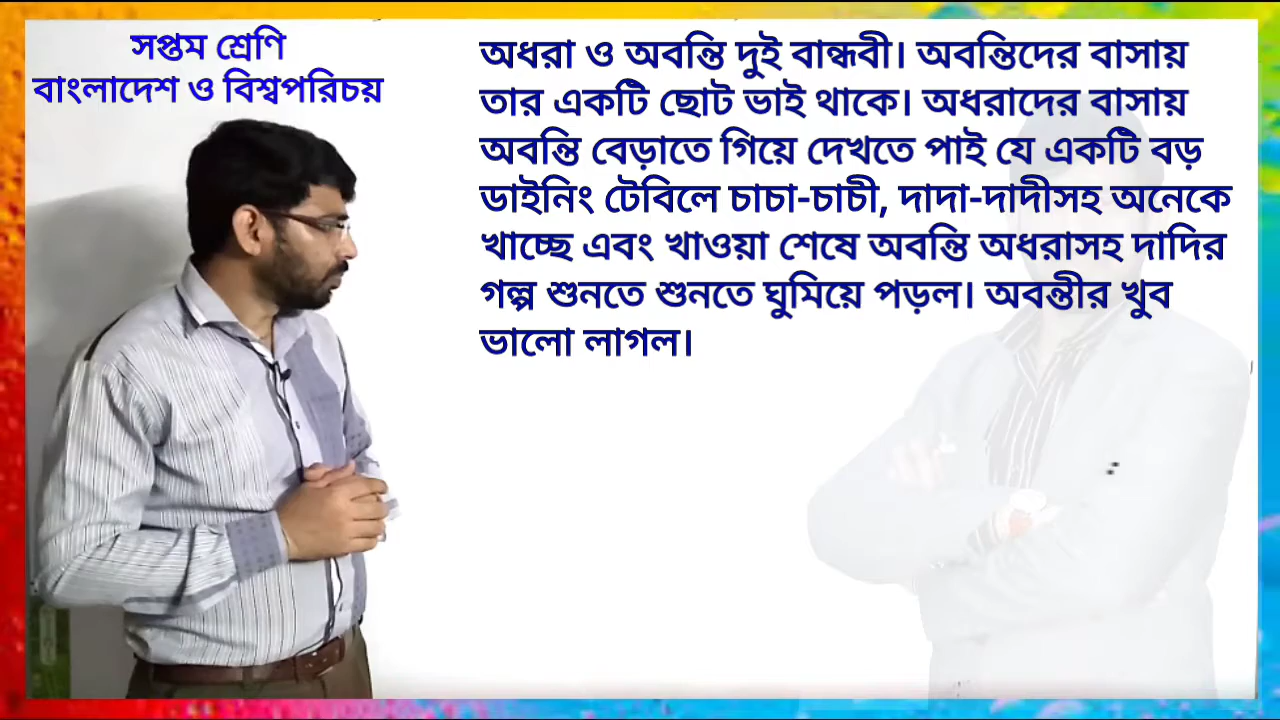 সপ্তম শ্রেণি
বাংলাদেশ ও বিশ্বপরিচয়
অধরা ও অবন্তি দুই বান্ধবী। অবন্তিদের বাসায়
তার একটি ছোট ভাই থাকে। অধরাদের বাসায়
অবন্তি বেড়াতে গিয়ে দেখতে পাই যে একটি বড়
ডাইনিং টেবিলে চাচা-চাচী, দাদা-দাদীসহ অনেকে
খাচ্ছে এবং খাওয়া শেষে অবন্তি অধরাসহ দাদির
গল্প শুনতে শুনতে ঘুমিয়ে পড়ল। অবন্তীর খুব
ভালো লাগল।